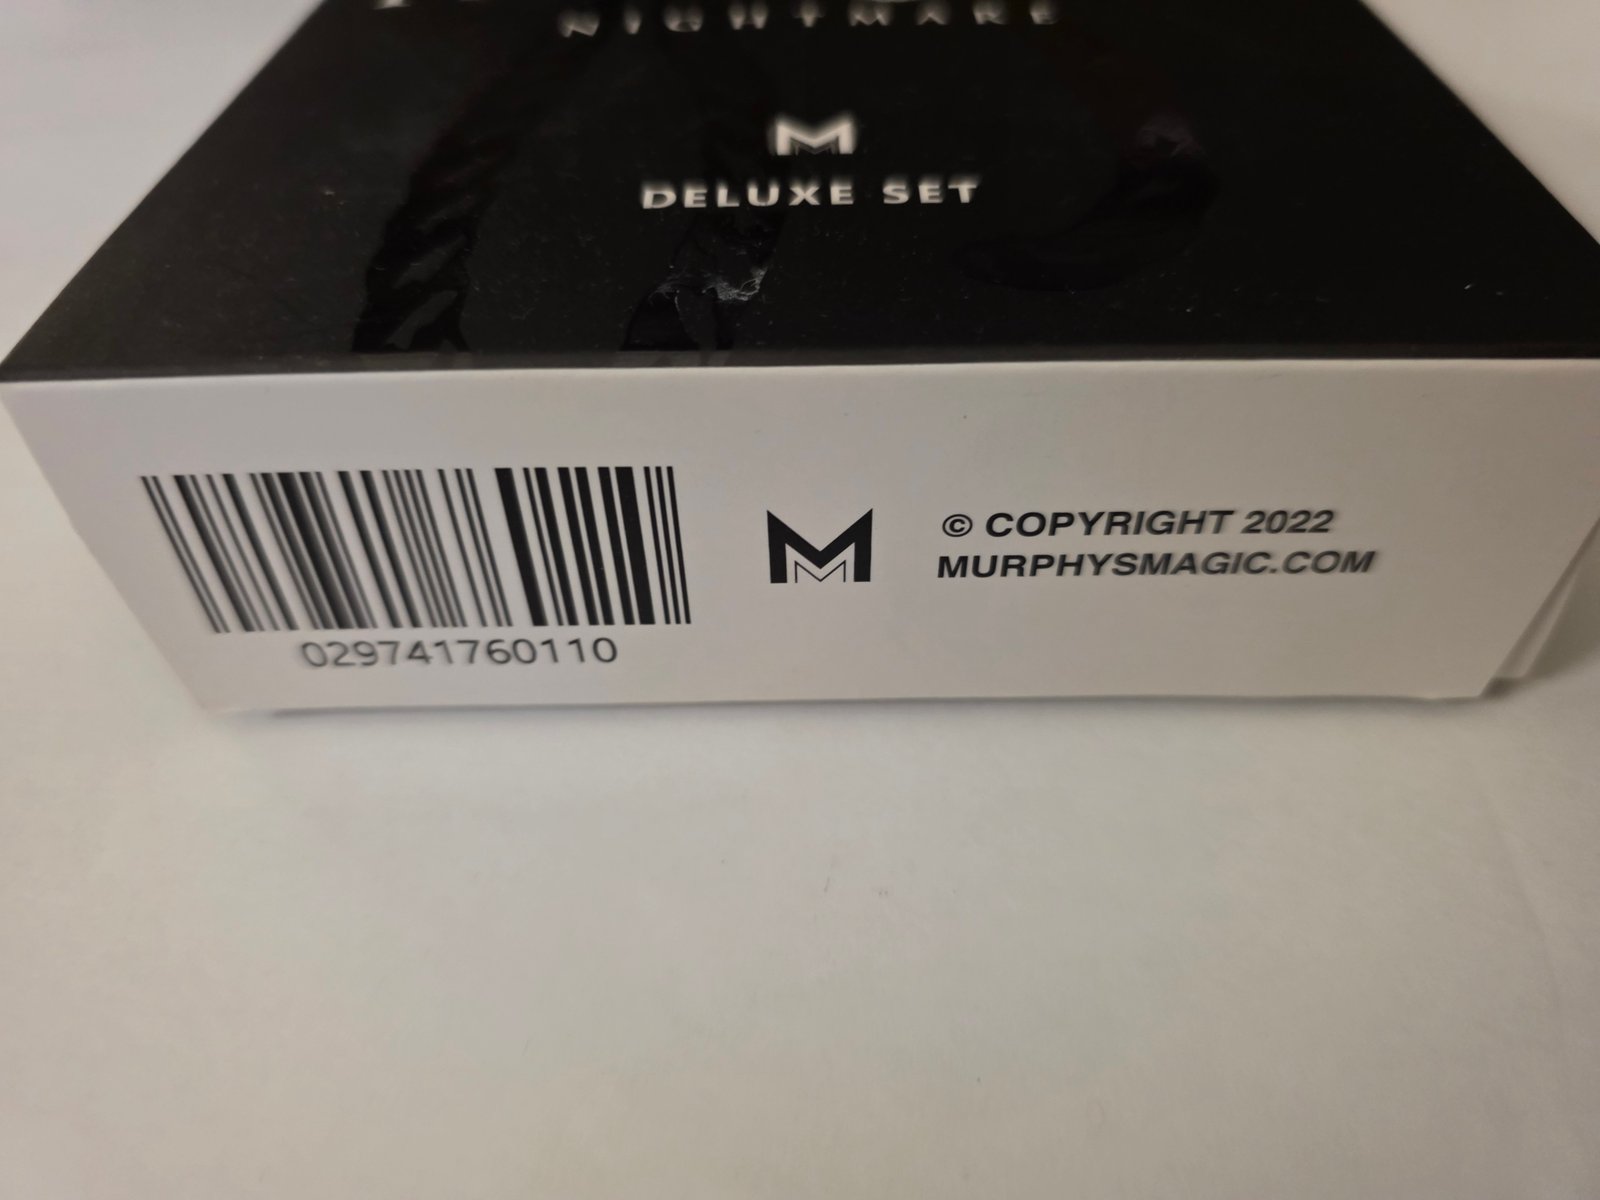 NIGHTMARE
M
DELUXE SET
029741760110
M
© COPYRIGHT 2022
MURPHYSMAGIC.COM